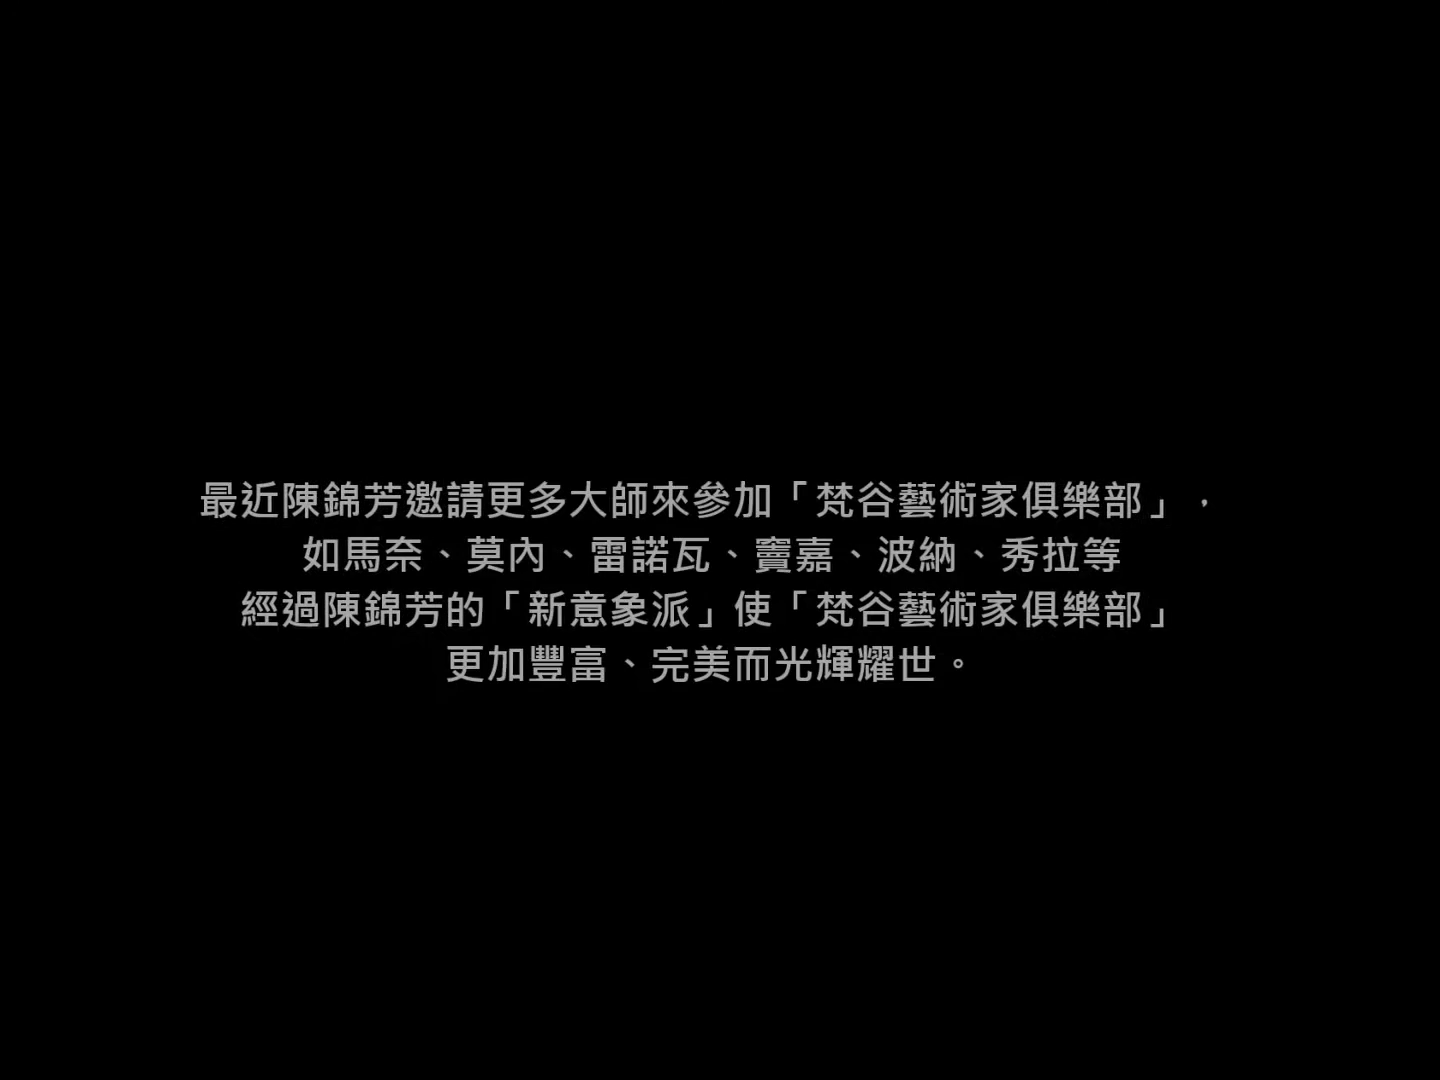 最近陳錦芳邀請更多大師來參加「梵谷藝術家俱樂部」，
如馬奈、莫內、雷諾瓦、竇嘉、波納、秀拉等
經過陳錦芳的「新意象派」使「梵谷藝術家俱樂部」
更加豐富、完美而光輝耀世。